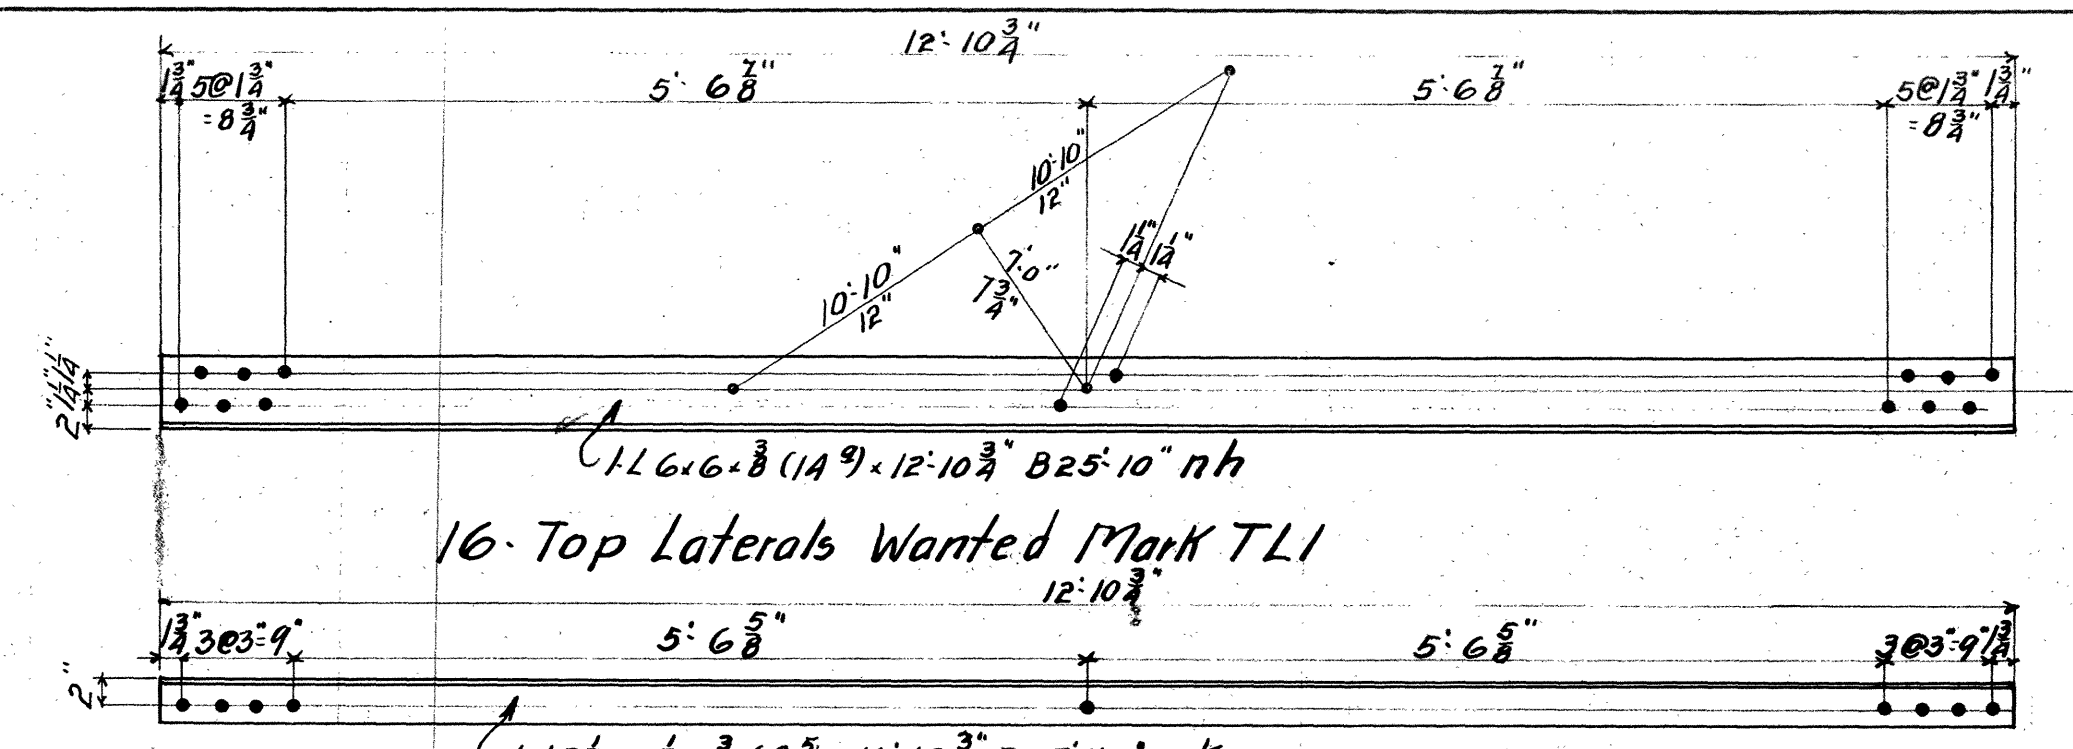 12'-10 3/4"
1 3/4" 5@1 3/4" 5'-6 7/8" 5'-6 7/8" 5@1 3/4" 1 3/4"
=8 3/4" =8 3/4"
10'-10"
12"
1 1/4" 1 1/4"
10'-10"
12"
7'-0"
7 3/4"
2" 1 1/4" 1 1/4"
1-L 6x6x3/8 (14 9) x 12'-10 3/4" B25'-10" nh
16- Top Laterals Wanted Mark TL1
12'-10 3/4"
1 3/4" 3@3"=9" 5'-6 5/8" 5'-6 5/8" 3@3"=9" 1 3/4"
2"